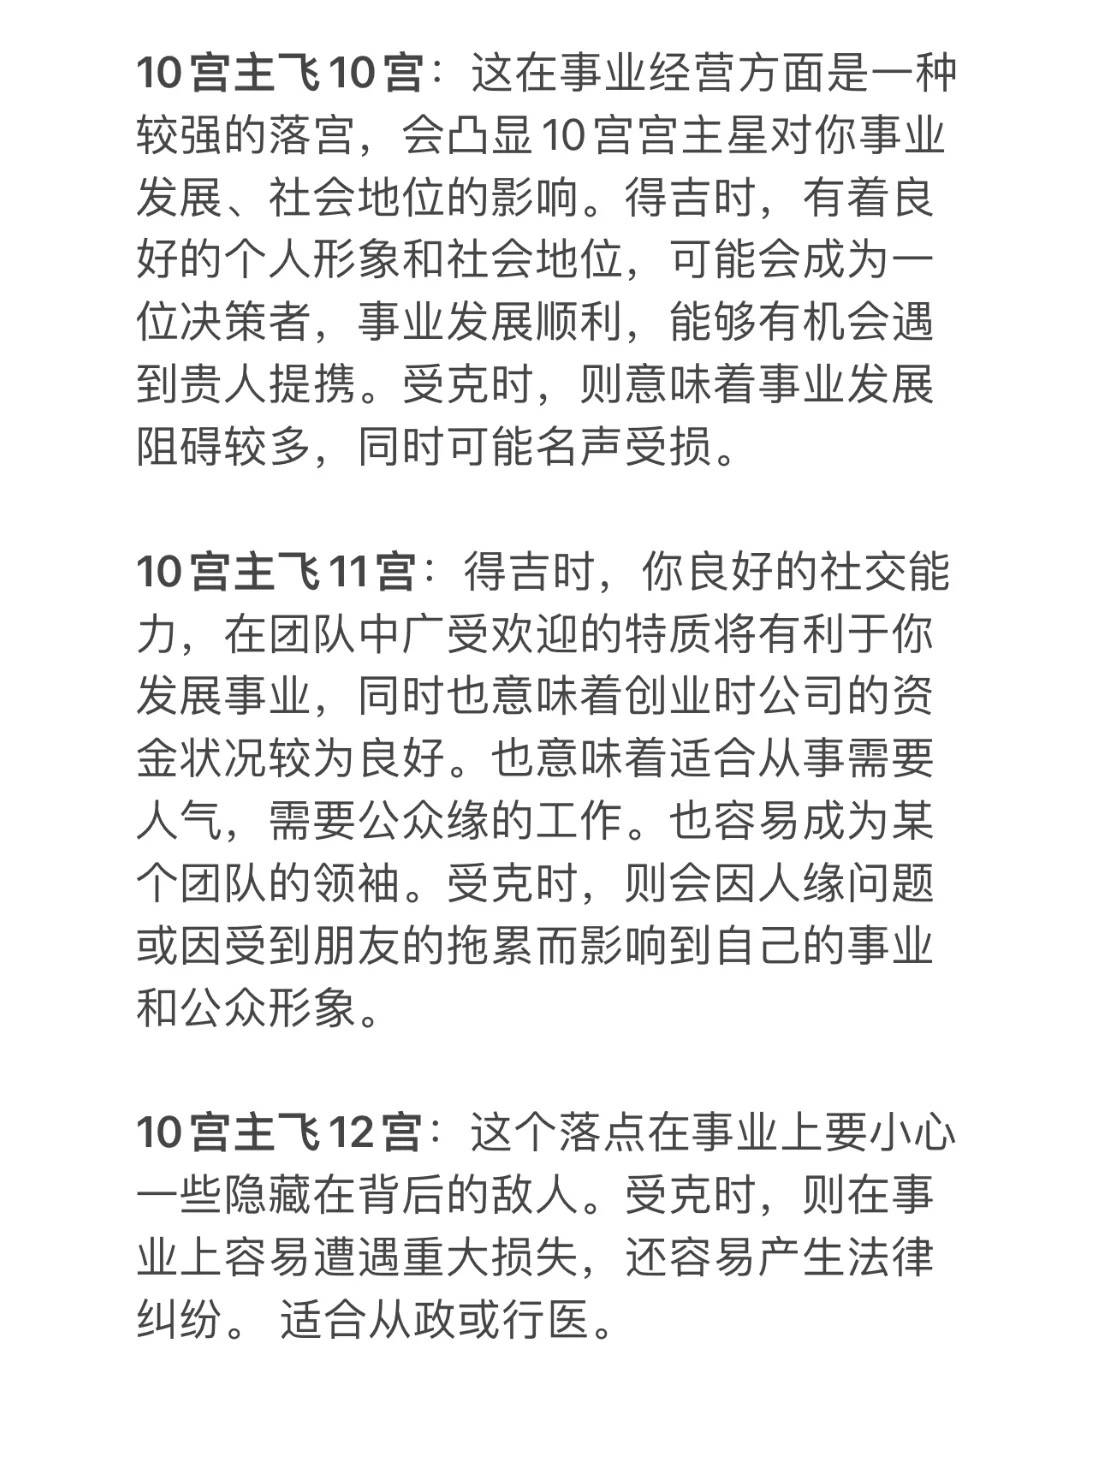 10宫主飞10宫：这在事业经营方面是一种
较强的落宫，会凸显10宫宫主星对你事业
发展、社会地位的影响。得吉时，有着良
好的个人形象和社会地位，可能会成为一
位决策者，事业发展顺利，能够有机会遇
到贵人提携。受克时，则意味着事业发展
阻碍较多，同时可能名声受损。
10宫主飞11宫：得吉时，你良好的社交能
力，在团队中广受欢迎的特质将有利于你
发展事业，同时也意味着创业时公司的资
金状况较为良好。也意味着适合从事需要
人气，需要公众缘的工作。也容易成为某
个团队的领袖。受克时，则会因人缘问题
或因受到朋友的拖累而影响到自己的事业
和公众形象。
10宫主飞12宫：这个落点在事业上要小心
一些隐藏在背后的敌人。受克时，则在事
业上容易遭遇重大损失，还容易产生法律
纠纷。 适合从政或行医。